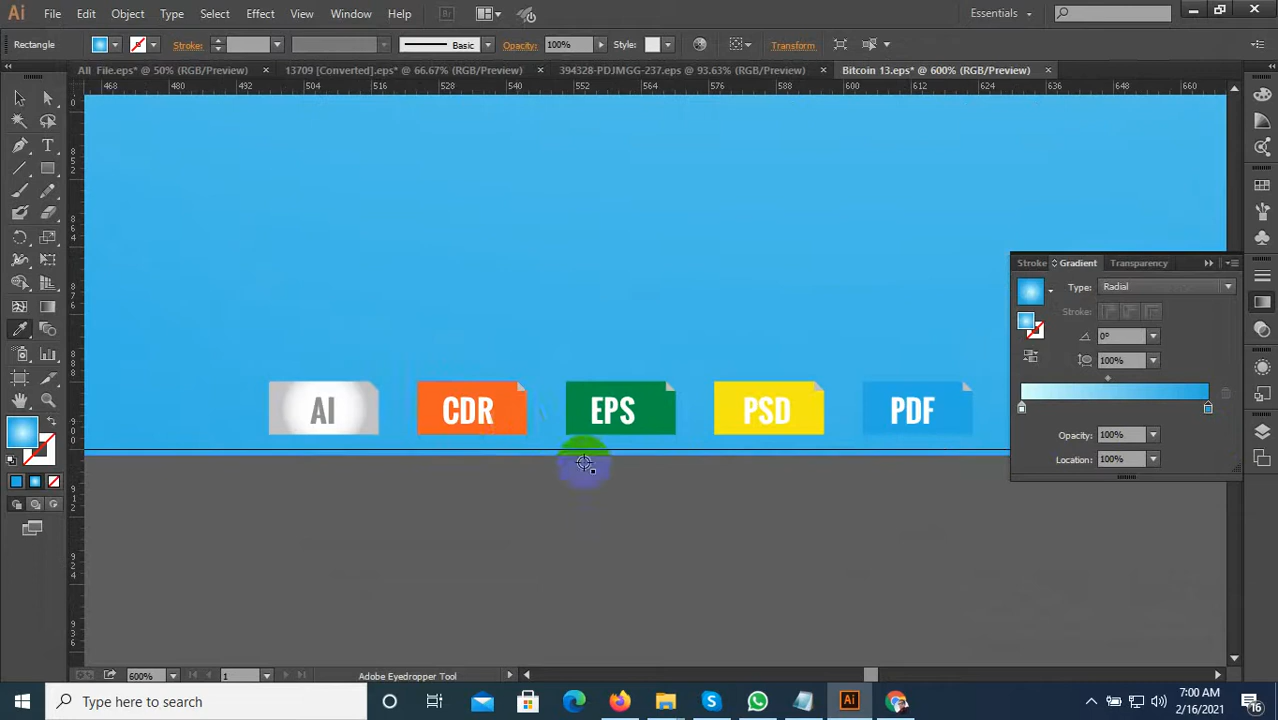 Ai File Edit Object Type Select Effect View Window Help Br Essentials
Rectangle Stroke: Basic Opacity: 100% Style: Transform
All File.eps* @ 50% (RGB/Preview) × 13709 [Converted].eps* @ 66.67% (RGB/Preview) × 394328-PDJMGG-237.eps @ 93.63% (RGB/Preview) × Bitcoin 13.eps* @ 600% (RGB/Preview) ×
468 480 492 504 516 528 540 552 564 576 588 600 612 624 636 648 660
Stroke Gradient Transparency
Type: Radial
Stroke:
0°
100%
AI CDR EPS PSD PDF
Opacity: 100%
Location: 100%
600% 1 Adobe Eyedropper Tool
Type here to search
Ai
7:00 AM
2/16/2021
16